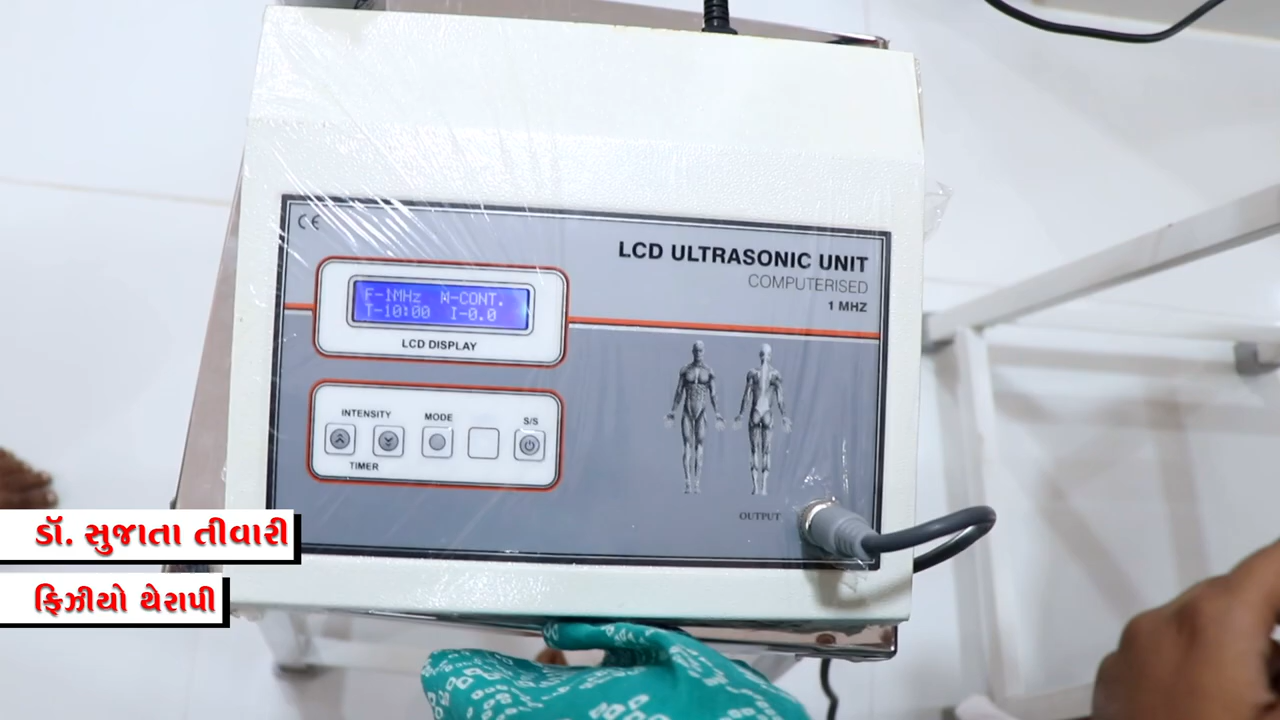 CE
LCD ULTRASONIC UNIT
COMPUTERISED
1 MHZ
F-1MHz M-CONT.
T-10:00 I-0.0
LCD DISPLAY
INTENSITY MODE S/S
TIMER
OUTPUT
ડૉ. સુજાતા તીવારી
ફિઝીયો થેરાપી